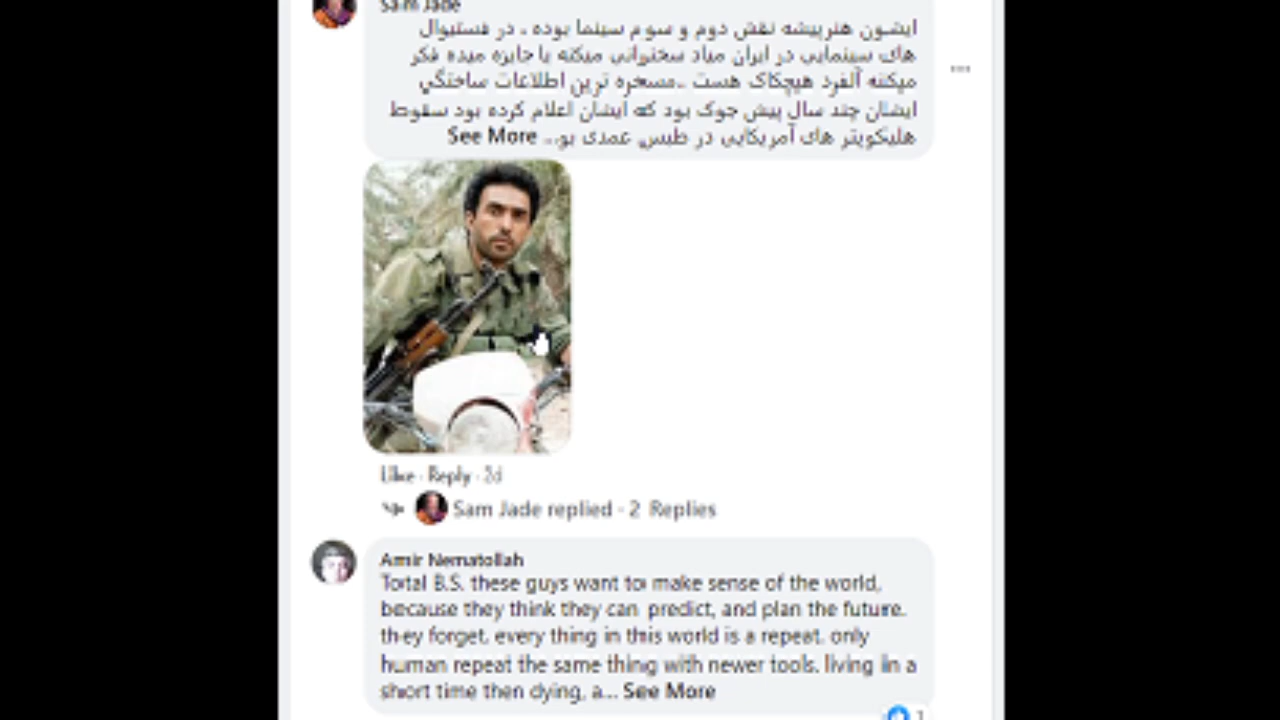 Sam Jade
ایشون هنرپیشه نقش دوم و سوم سینما بوده ، در فستیوال
های سینمایی در ایران میاد سخنرانی میکنه یا جایزه میده فکر
میکنه آلفرد هیچکاک هست ..مسخره ترین اطلاعات ساختگی
ایشان چند سال پیش جوک بود که ایشان اعلام کرده بود سقوط
هلیکوپتر های آمریکایی در طبس عمدی بو... See More
Like · Reply · 2d
Sam Jade replied · 2 Replies
Amir Nematollah
Total B.S. these guys want to make sense of the world,
because they think they can predict, and plan the future.
they forget. every thing in this world is a repeat. only
human repeat the same thing with newer tools. living in a
short time then dying, a... See More
1